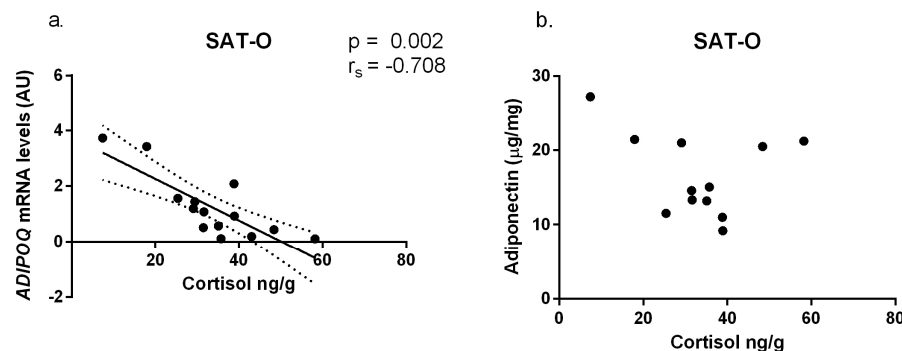 a.
SAT-O
p = 0.002
rs = -0.708
ADIPOQ mRNA levels (AU)
6
4
2
0
-2
20
40
60
80
Cortisol ng/g
b.
SAT-O
Adiponectin (µg/mg)
30
20
10
0
0
20
40
60
80
Cortisol ng/g